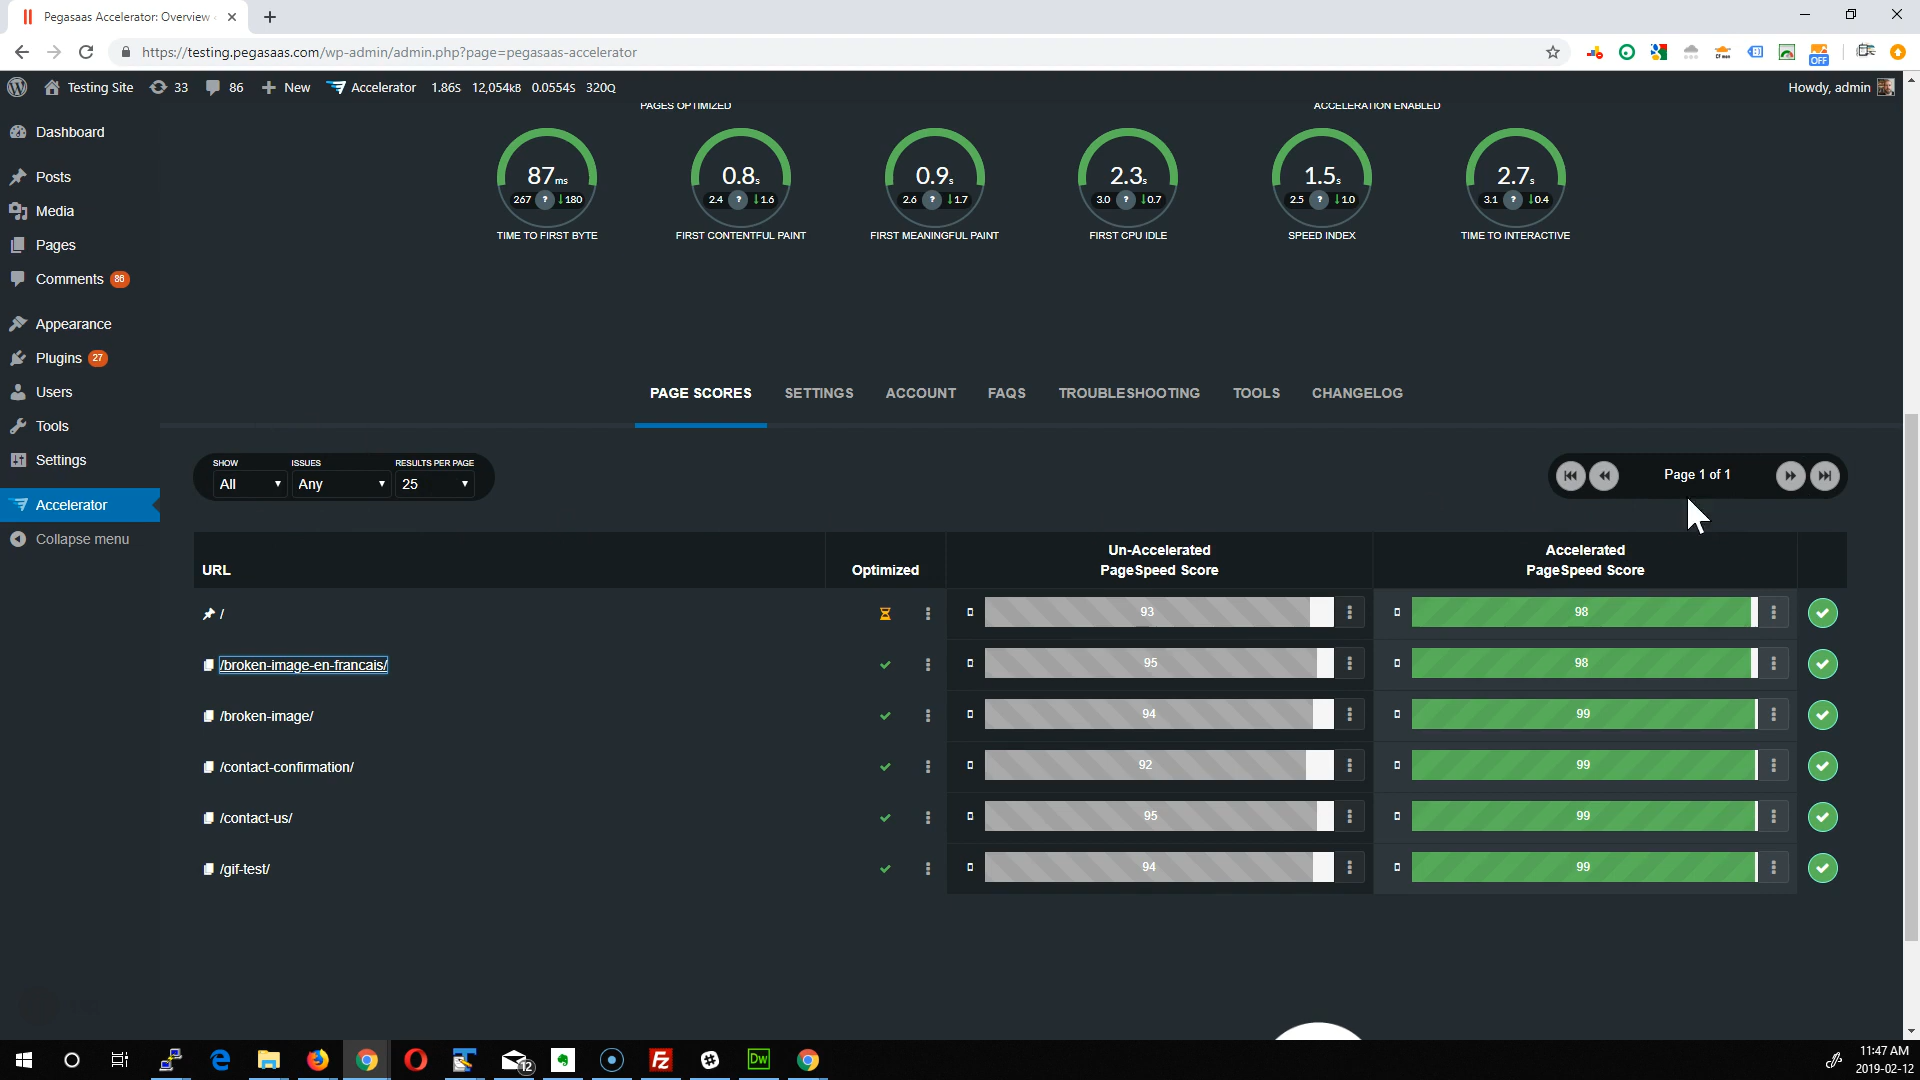 Pegasaas Accelerator: Overview
https://testing.pegasaas.com/wp-admin/admin.php?page=pegasaas-accelerator
OFF
Testing Site 33 86 New Accelerator 1.86s 12,054kB 0.0554s 320Q
Howdy, admin
PAGES OPTIMIZED
ACCELERATION ENABLED
Dashboard
Posts
Media
Pages
Comments 86
Appearance
Plugins 27
Users
Tools
Settings
Accelerator
Collapse menu
87ms
267 ? ↓180
TIME TO FIRST BYTE
0.8s
2.4 ? ↓1.6
FIRST CONTENTFUL PAINT
0.9s
2.6 ? ↓1.7
FIRST MEANINGFUL PAINT
2.3s
3.0 ? ↓0.7
FIRST CPU IDLE
1.5s
2.5 ? ↓1.0
SPEED INDEX
2.7s
3.1 ? ↓0.4
TIME TO INTERACTIVE
PAGE SCORES SETTINGS ACCOUNT FAQS TROUBLESHOOTING TOOLS CHANGELOG
SHOW ISSUES RESULTS PER PAGE
All Any 25
Page 1 of 1
URL Optimized
Un-Accelerated
PageSpeed Score
Accelerated
PageSpeed Score
/ 93 98
/broken-image-en-francais/ 95 98
/broken-image/ 94 99
/contact-confirmation/ 92 99
/contact-us/ 95 99
/gif-test/ 94 99
12
Fz
Dw
11:47 AM
2019-02-12